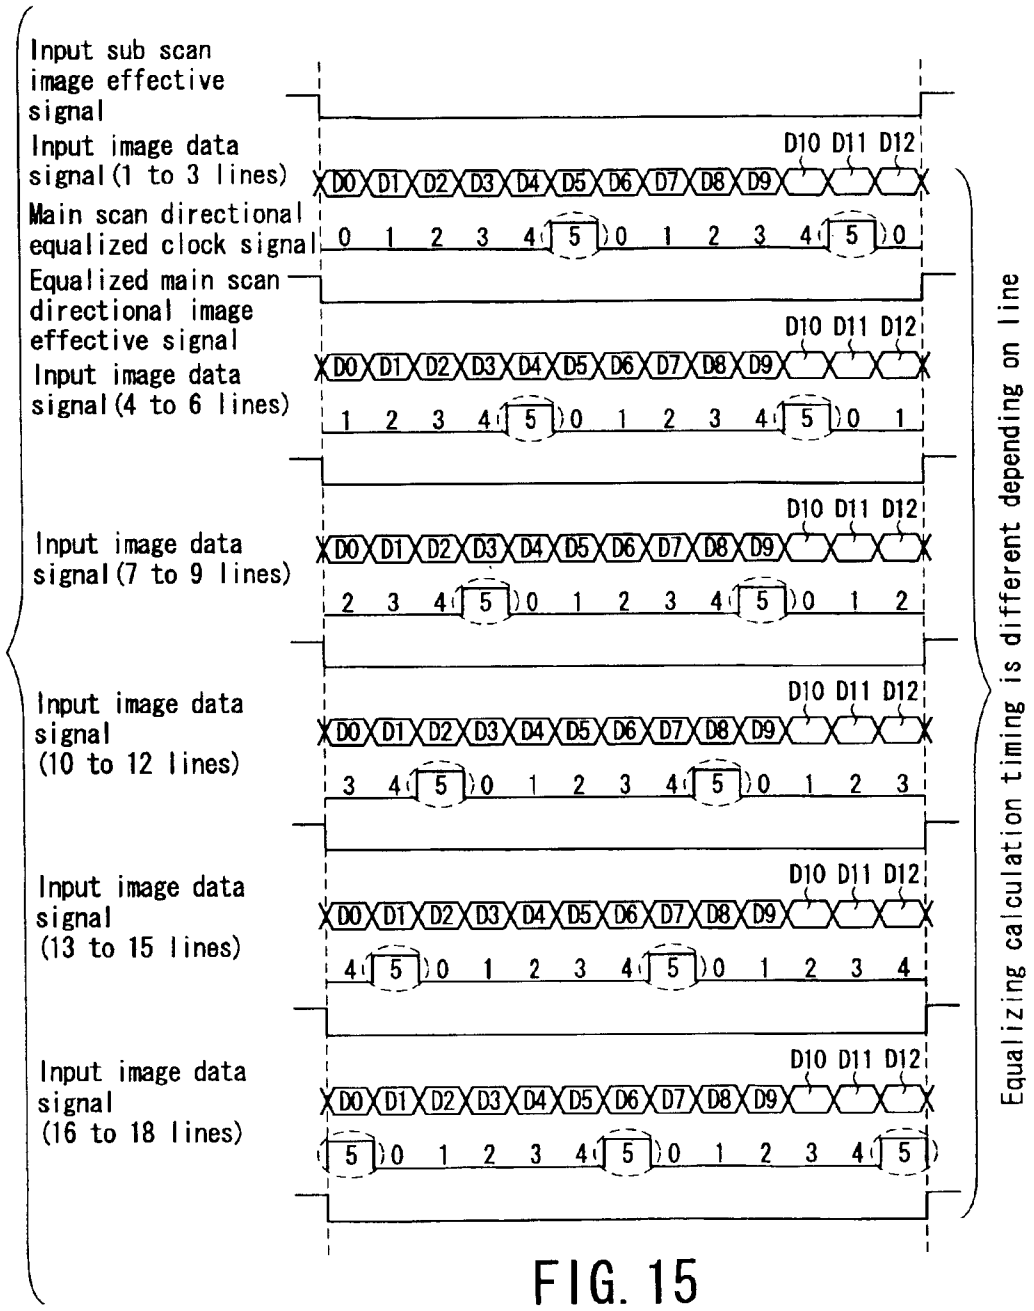 Input sub scan
image effective
signal
Input image data
signal(1 to 3 lines)
D10 D11 D12
D0 D1 D2 D3 D4 D5 D6 D7 D8 D9
Main scan directional
equalized clock signal
0 1 2 3 4 5 0 1 2 3 4 5 0
Equalized main scan
directional image
effective signal
Input image data
signal(4 to 6 lines)
D10 D11 D12
D0 D1 D2 D3 D4 D5 D6 D7 D8 D9
1 2 3 4 5 0 1 2 3 4 5 0 1
Input image data
signal(7 to 9 lines)
D10 D11 D12
D0 D1 D2 D3 D4 D5 D6 D7 D8 D9
2 3 4 5 0 1 2 3 4 5 0 1 2
Input image data
signal
(10 to 12 lines)
D10 D11 D12
D0 D1 D2 D3 D4 D5 D6 D7 D8 D9
3 4 5 0 1 2 3 4 5 0 1 2 3
Input image data
signal
(13 to 15 lines)
D10 D11 D12
D0 D1 D2 D3 D4 D5 D6 D7 D8 D9
4 5 0 1 2 3 4 5 0 1 2 3 4
Input image data
signal
(16 to 18 lines)
D10 D11 D12
D0 D1 D2 D3 D4 D5 D6 D7 D8 D9
5 0 1 2 3 4 5 0 1 2 3 4 5
Equalizing calculation timing is different depending on line
FIG. 15